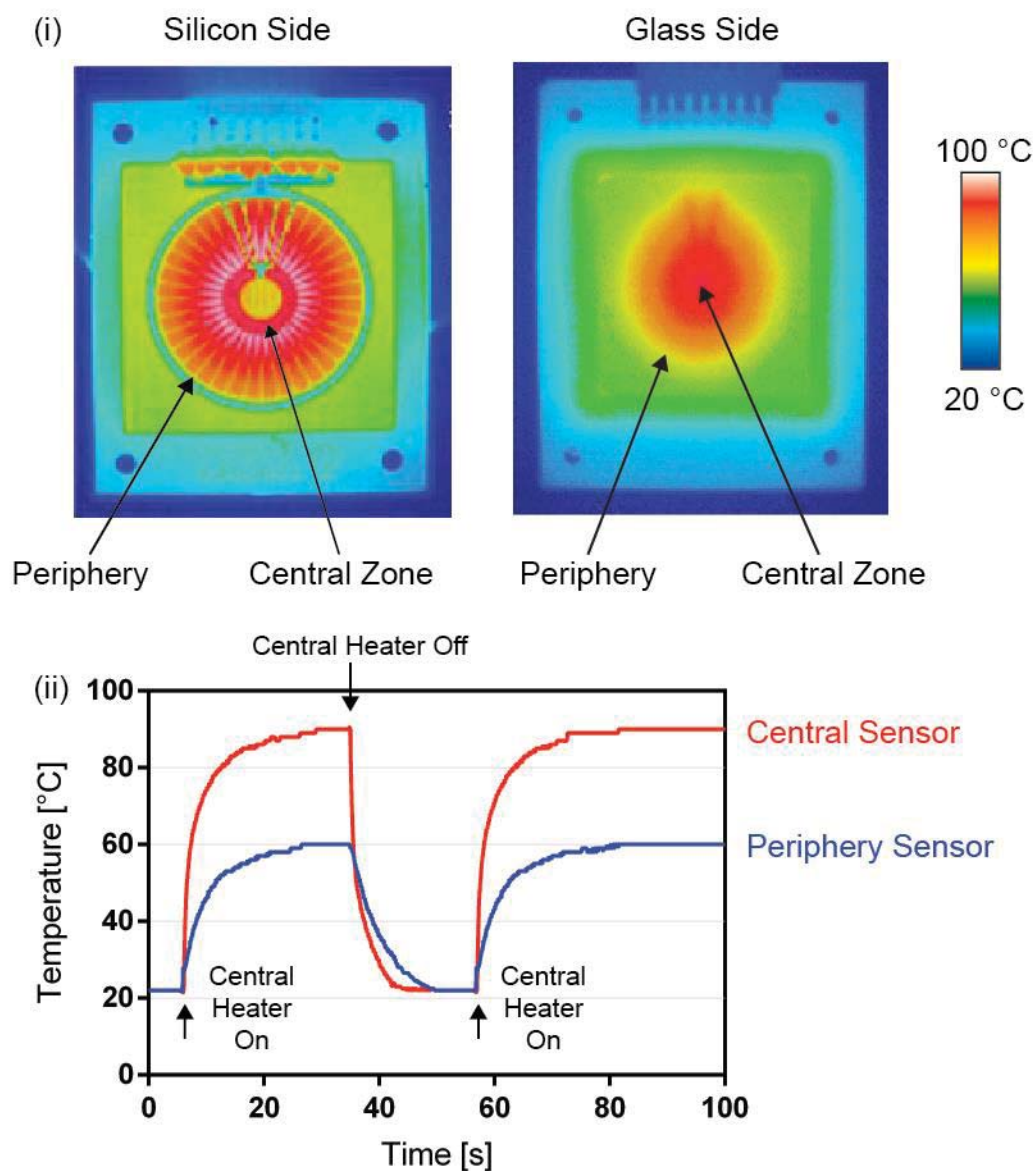 (i)
Silicon Side
Glass Side
100 °C
20 °C
Periphery
Central Zone
Periphery
Central Zone
Central Heater Off
(ii)
100
80
60
40
20
0
Temperature [°C]
Central Sensor
Periphery Sensor
Central
Heater
On
Central
Heater
On
0
20
40
60
80
100
Time [s]